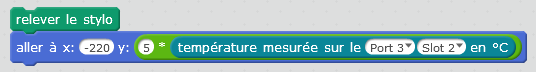 relever le stylo
aller à x: -220 y: 5 * température mesurée sur le Port 3 Slot 2 en °C